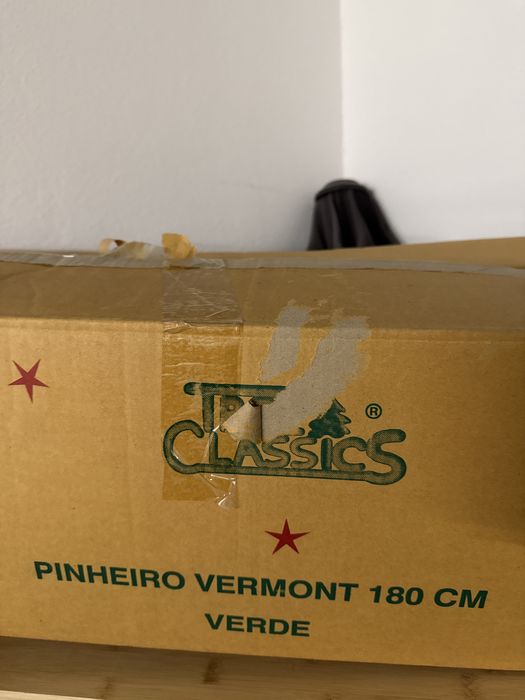 CLASSICS ®
PINHEIRO VERMONT 180 CM
VERDE